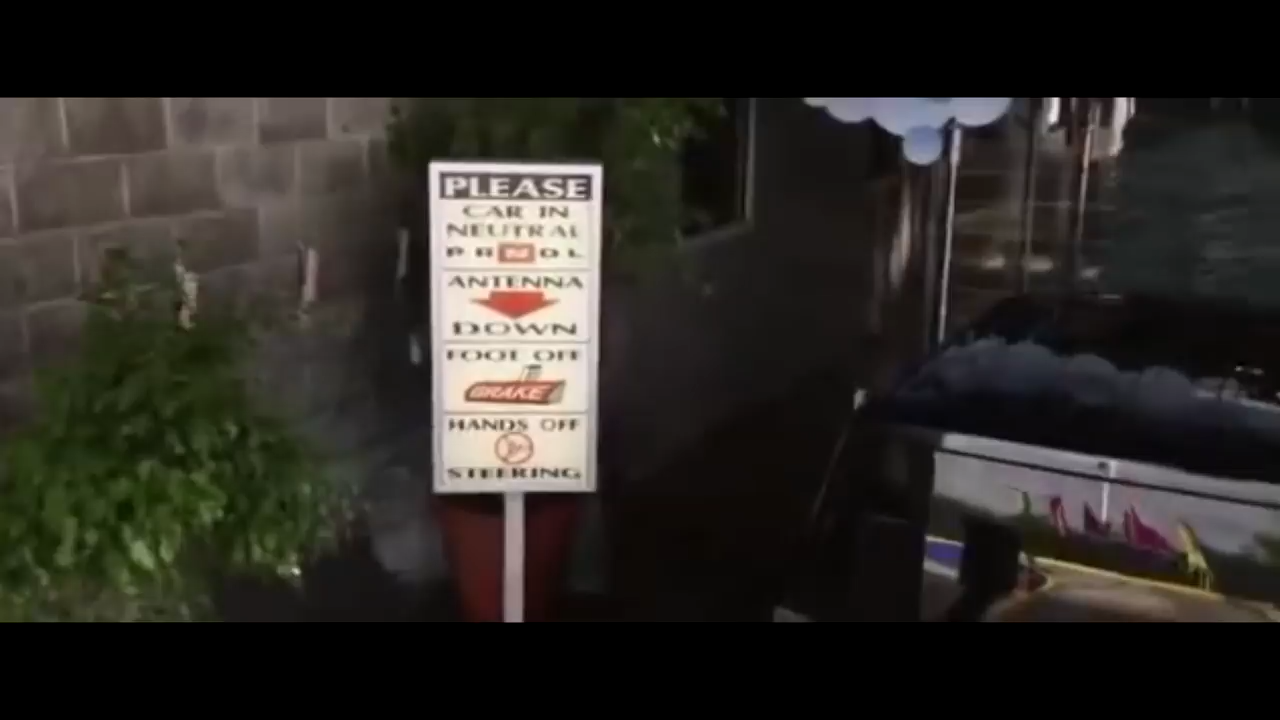 PLEASE
CAR IN
NEUTRAL
P R N D L
ANTENNA
DOWN
FOOT OFF
BRAKE
HANDS OFF
STEERING